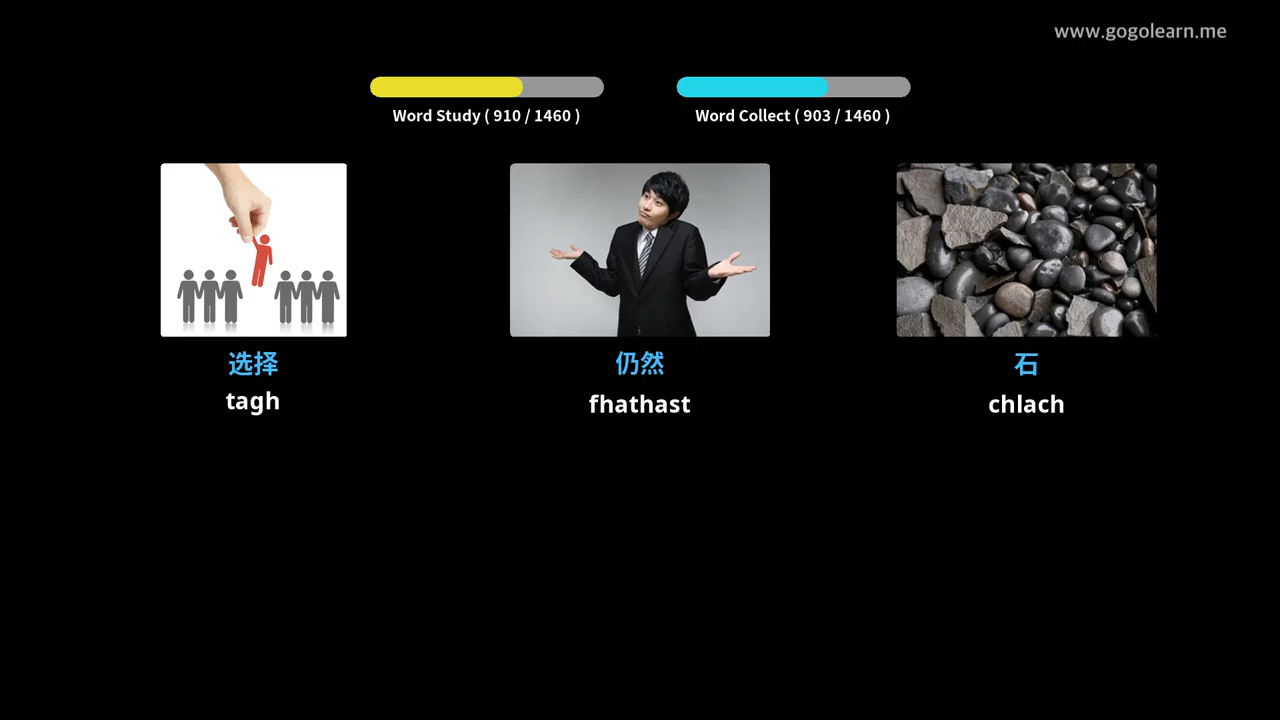 www.gogolearn.me
Word Study ( 910 / 1460 )
Word Collect ( 903 / 1460 )
选择
仍然
石
tagh
fhathast
chlach